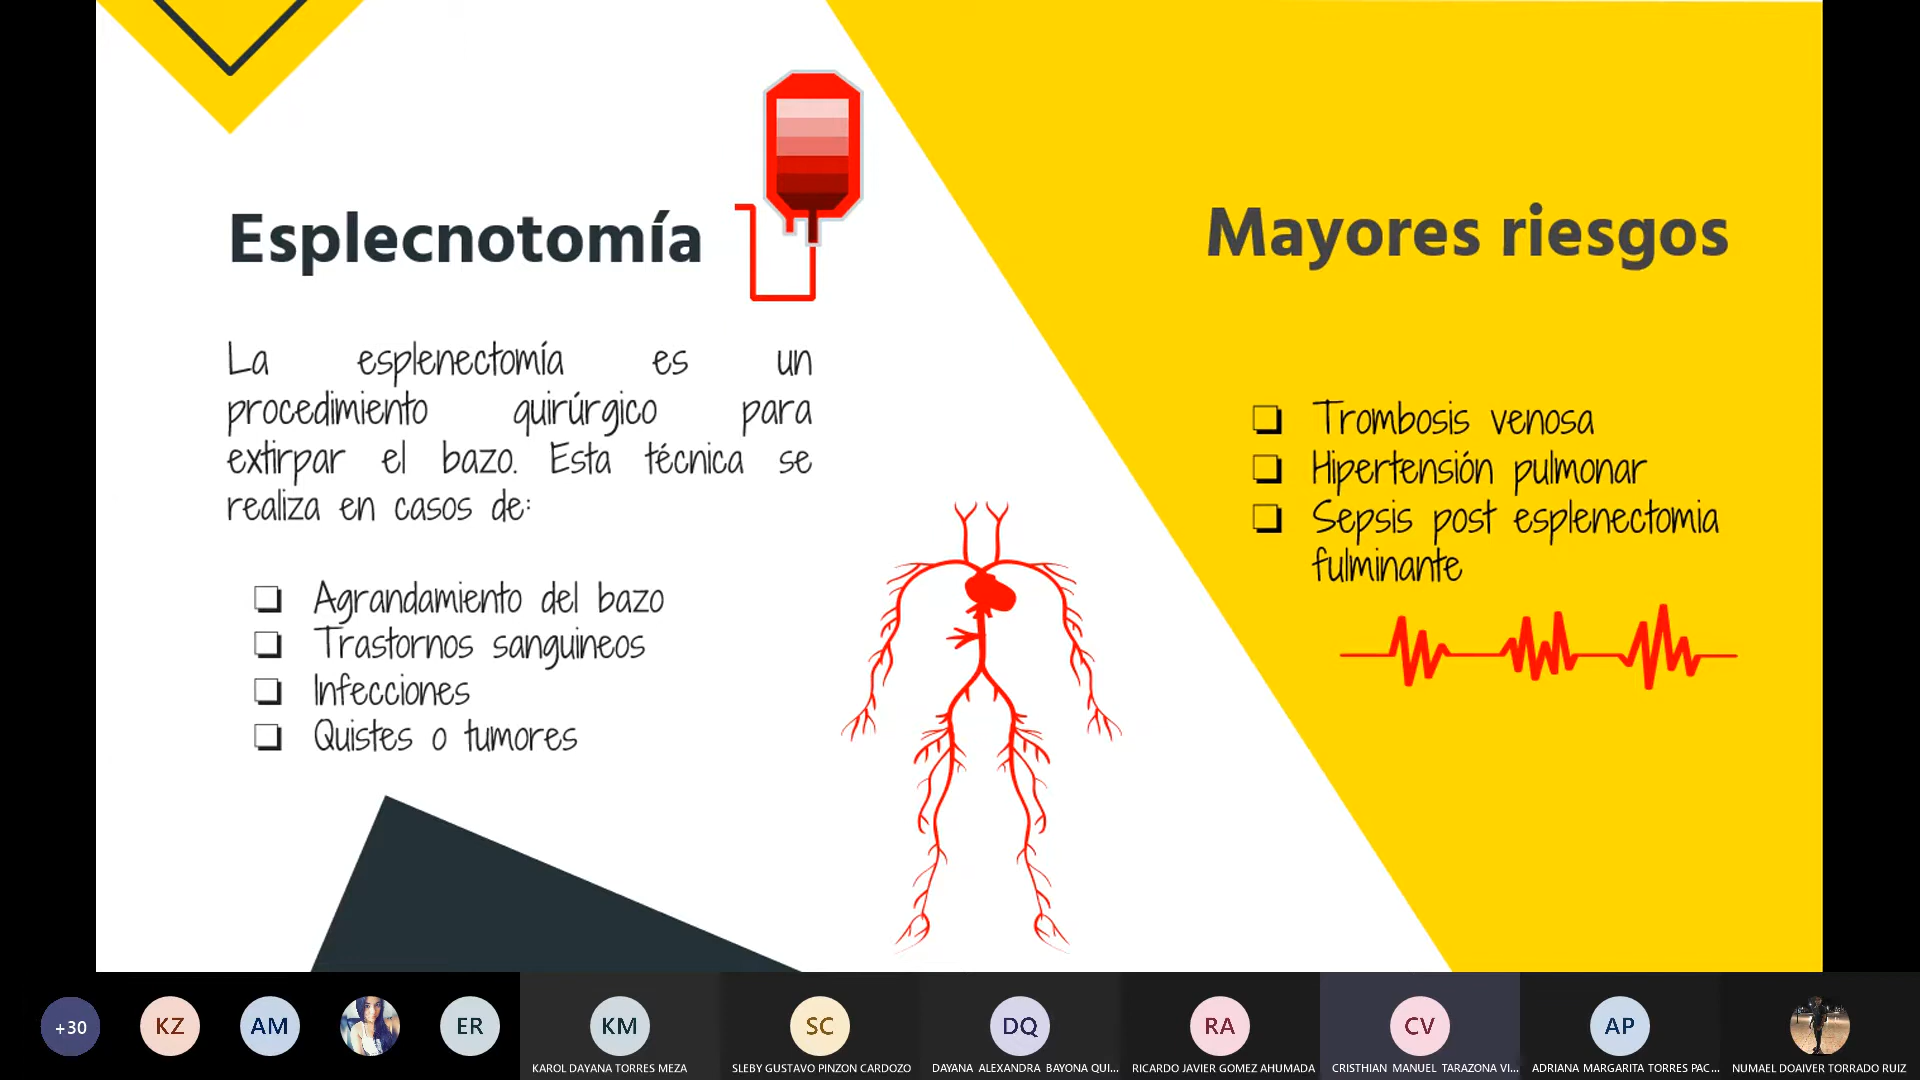 Esplecnotomía
La esplenectomía es un
procedimiento quirúrgico para
extirpar el bazo. Esta técnica se
realiza en casos de:
❏ Agrandamiento del bazo
❏ Trastornos sanguineos
❏ Infecciones
❏ Quistes o tumores
Mayores riesgos
❏ Trombosis venosa
❏ Hipertensión pulmonar
❏ Sepsis post esplenectomia
fulminante
+30
KZ
AM
ER
KM
SC
DQ
RA
CV
AP
KAROL DAYANA TORRES MEZA
SLEBY GUSTAVO PINZON CARDOZO
DAYANA ALEXANDRA BAYONA QUI...
RICARDO JAVIER GOMEZ AHUMADA
CRISTHIAN MANUEL TARAZONA VI...
ADRIANA MARGARITA TORRES PAC...
NUMAEL DOAIVER TORRADO RUIZ